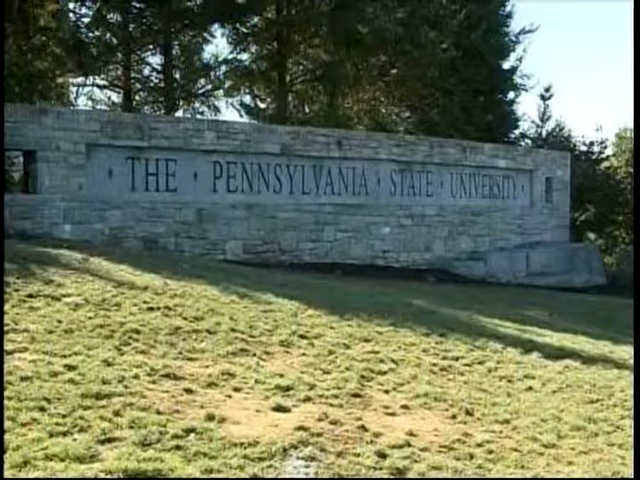 • THE • PENNSYLVANIA • STATE • UNIVERSITY •